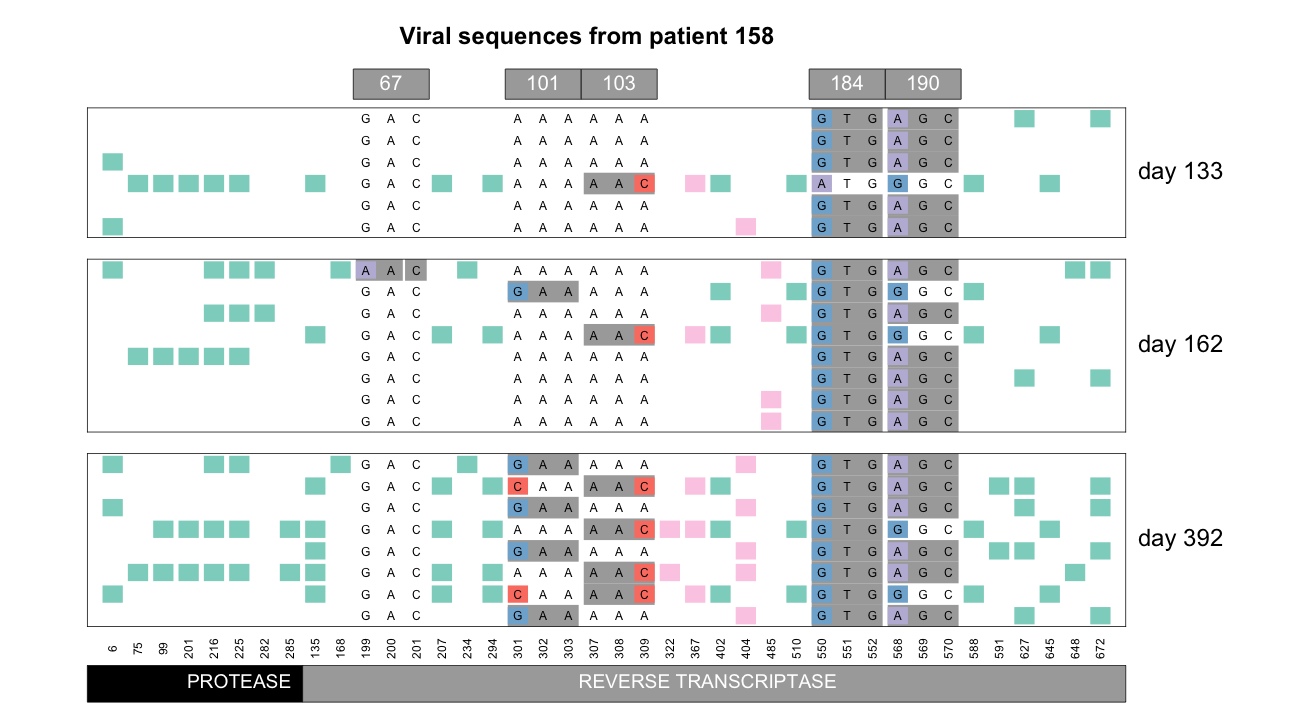 Viral sequences from patient 158
67 101 103 184 190
G A C A A A A A A G T G A G C
G A C A A A A A A G T G A G C
G A C A A A A A A G T G A G C
G A C A A A A A C A T G G G C
G A C A A A A A A G T G A G C
G A C A A A A A A G T G A G C
day 133
A A C A A A A A A G T G A G C
G A C G A A A A A G T G G G C
G A C A A A A A A G T G A G C
G A C A A A A A C G T G G G C
G A C A A A A A A G T G A G C
G A C A A A A A A G T G A G C
G A C A A A A A A G T G A G C
G A C A A A A A A G T G A G C
day 162
G A C G A A A A A G T G A G C
G A C C A A A A C G T G A G C
G A C G A A A A A G T G A G C
G A C A A A A A C G T G G G C
G A C G A A A A A G T G A G C
G A C A A A A A C G T G A G C
G A C C A A A A C G T G G G C
G A C G A A A A A G T G A G C
day 392
6 75 99 201 216 225 282 285 135 168 199 200 201 207 234 294 301 302 303 307 308 309 322 367 402 404 485 510 550 551 552 568 569 570 588 591 627 645 648 672
PROTEASE REVERSE TRANSCRIPTASE